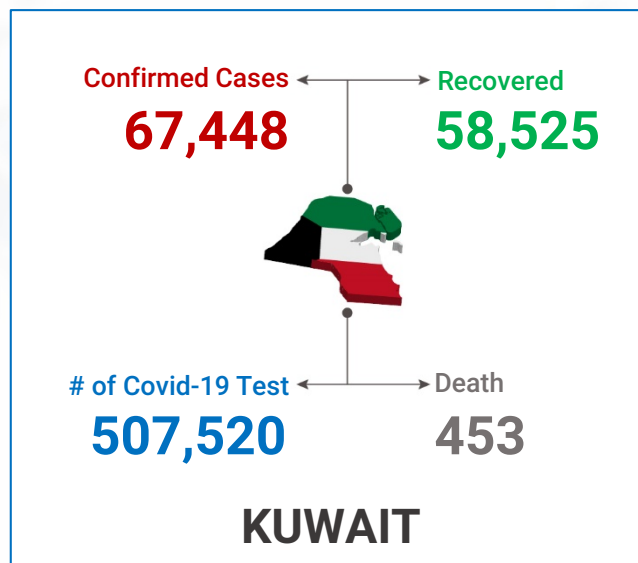 Confirmed Cases
67,448
Recovered
58,525
# of Covid-19 Test
507,520
Death
453
KUWAIT